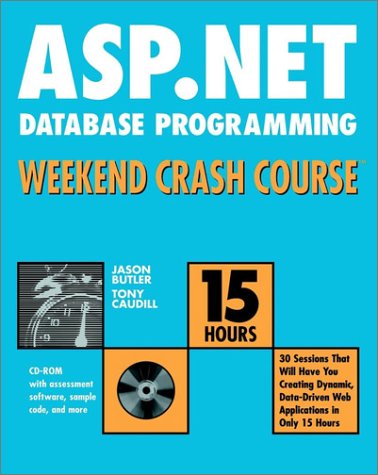 ASP.NET
DATABASE PROGRAMMING
WEEKEND CRASH COURSE™
JASON
BUTLER
TONY
CAUDILL
15
HOURS
CD-ROM
with assessment
software, sample
code, and more
30 Sessions That
Will Have You
Creating Dynamic,
Data-Driven Web
Applications in
Only 15 Hours